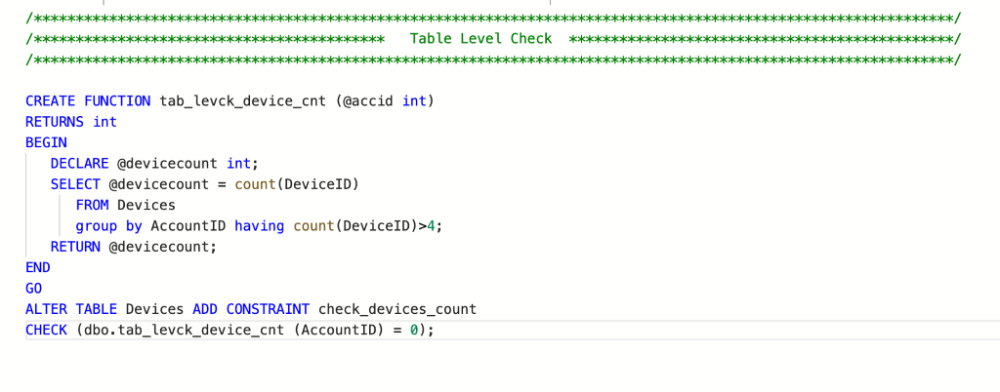 /**************************************************************************************************************/
/******************************************   Table Level Check  **********************************************/
/**************************************************************************************************************/
CREATE FUNCTION tab_levck_device_cnt (@accid int)
RETURNS int
BEGIN
DECLARE @devicecount int;
SELECT @devicecount = count(DeviceID)
FROM Devices
group by AccountID having count(DeviceID)>4;
RETURN @devicecount;
END
GO
ALTER TABLE Devices ADD CONSTRAINT check_devices_count
CHECK (dbo.tab_levck_device_cnt (AccountID) = 0);